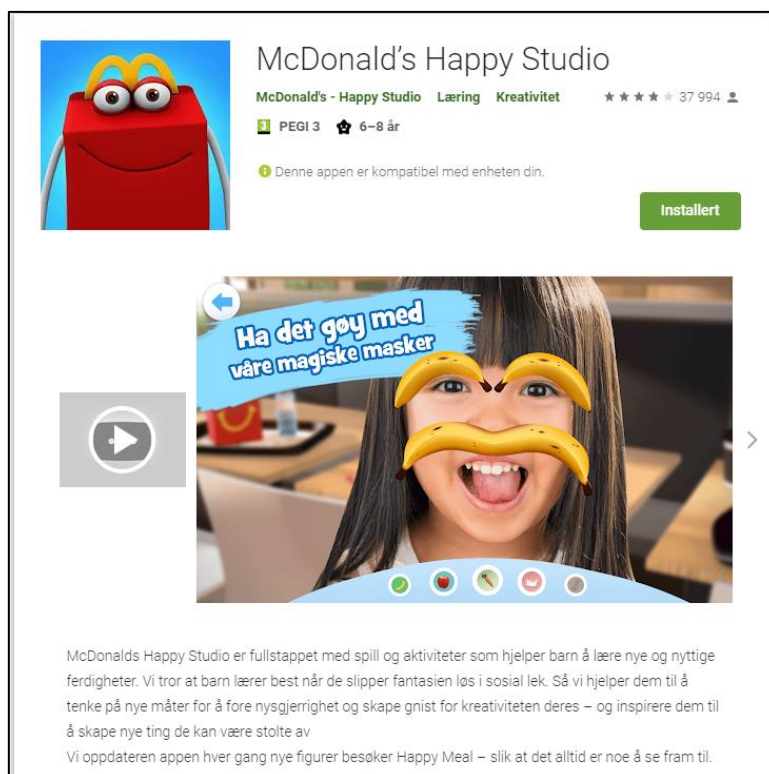 McDonald's Happy Studio
McDonald's - Happy Studio Læring Kreativitet 37 994
3 PEGI 3 6–8 år
Denne appen er kompatibel med enheten din.
Installert
Ha det gøy med
våre magiske masker
McDonalds Happy Studio er fullstappet med spill og aktiviteter som hjelper barn å lære nye og nyttige
ferdigheter. Vi tror at barn lærer best når de slipper fantasien løs i sosial lek. Så vi hjelper dem til å
tenke på nye måter for å fore nysgjerrighet og skape gnist for kreativiteten deres – og inspirere dem til
å skape nye ting de kan være stolte av
Vi oppdateren appen hver gang nye figurer besøker Happy Meal – slik at det alltid er noe å se fram til.